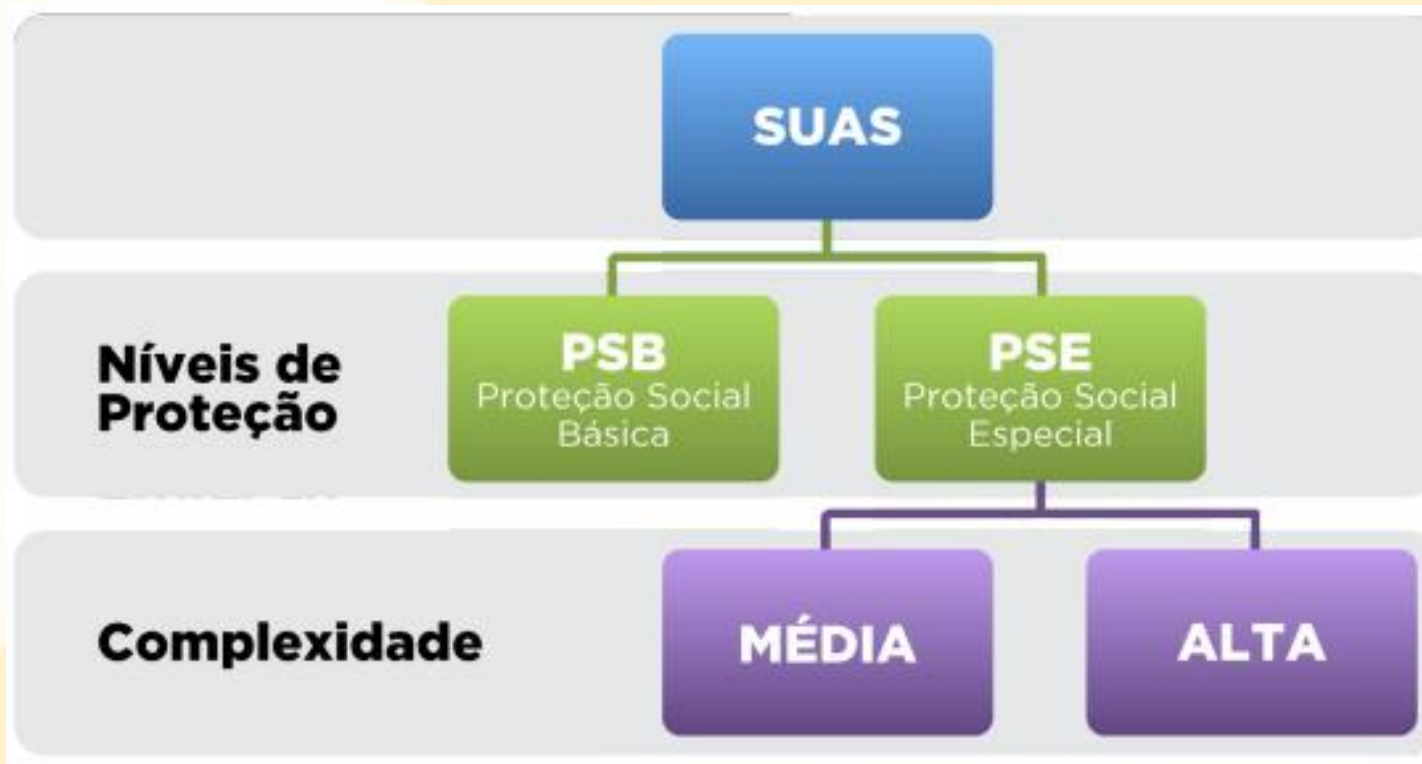 SUAS
Níveis de
Proteção
PSB
Proteção Social
Básica
PSE
Proteção Social
Especial
Complexidade
MÉDIA
ALTA